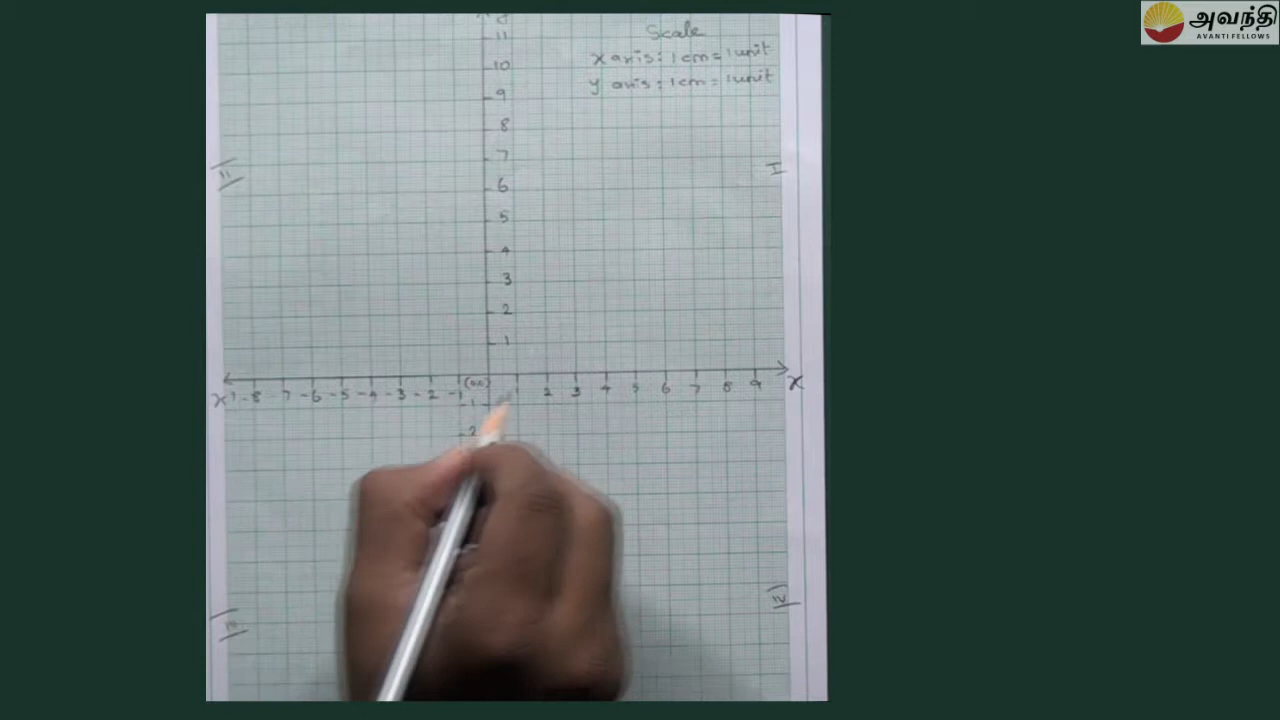 அவந்தி
AVANTI FELLOWS
Scale
x axis : 1 cm = 1 unit
y axis : 1 cm = 1 unit
11
10
9
8
7
6
5
4
3
2
1
II
I
X' -8 -7 -6 -5 -4 -3 -2 -1 (0,0) 1 2 3 4 5 6 7 8 9 X
-1
-2
III
IV